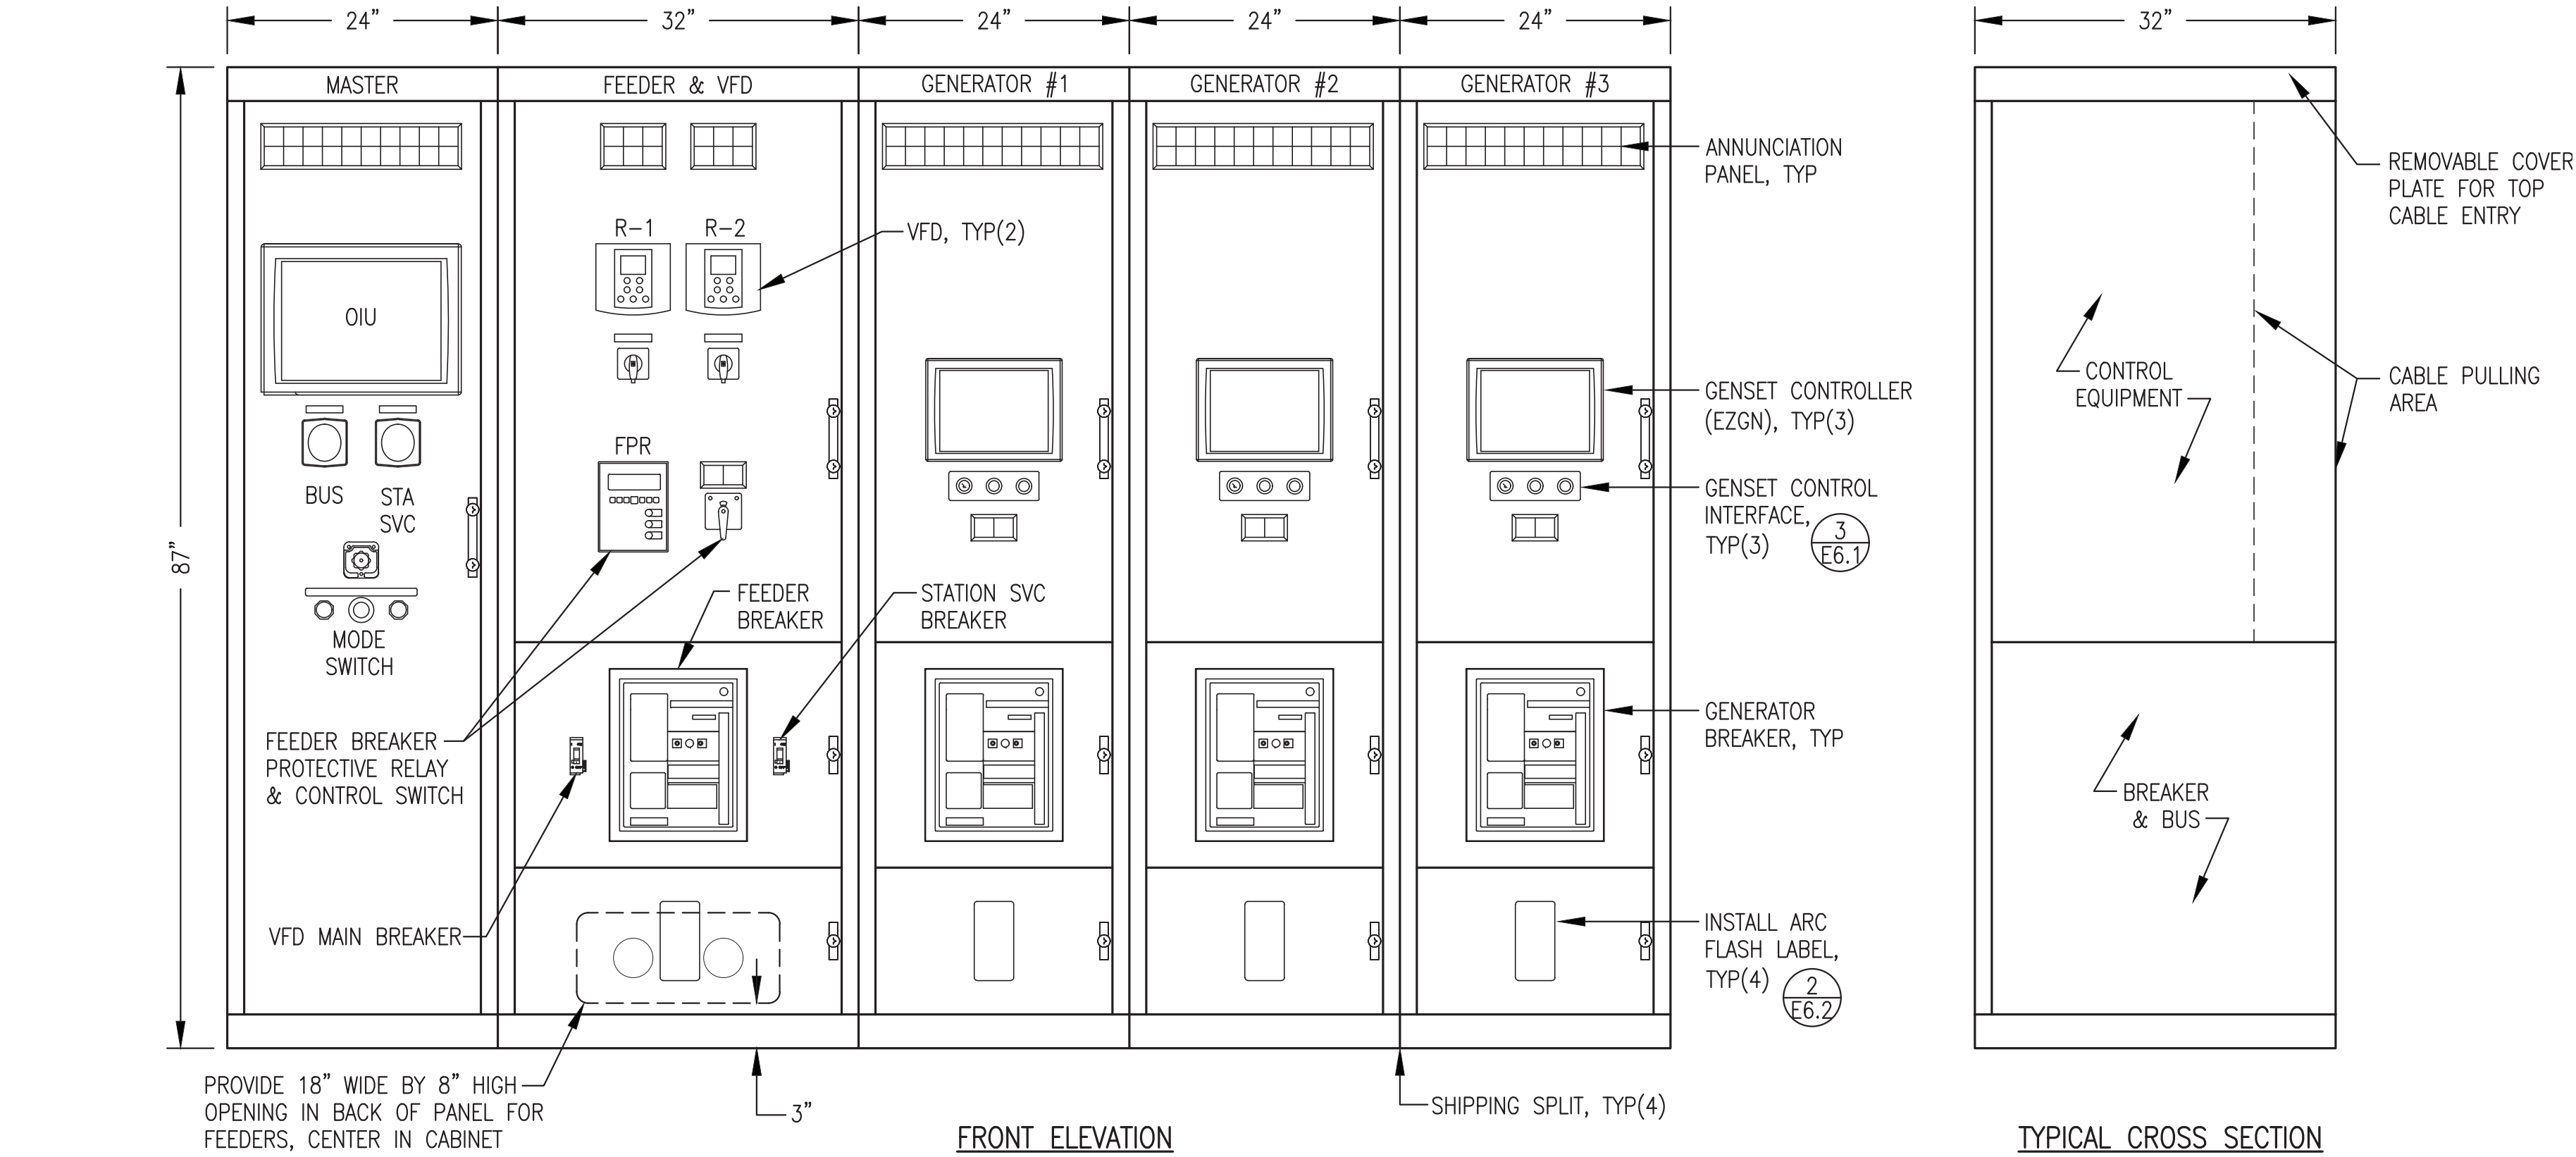 24” 32” 24” 24” 24” 32”
MASTER FEEDER & VFD GENERATOR #1 GENERATOR #2 GENERATOR #3
R-1 R-2
VFD, TYP(2)
OIU
BUS
STA
SVC
MODE
SWITCH
FPR
87”
FEEDER
BREAKER
STATION SVC
BREAKER
FEEDER BREAKER
PROTECTIVE RELAY
& CONTROL SWITCH
VFD MAIN BREAKER
PROVIDE 18” WIDE BY 8” HIGH
OPENING IN BACK OF PANEL FOR
FEEDERS, CENTER IN CABINET
3”
ANNUNCIATION
PANEL, TYP
GENSET CONTROLLER
(EZGN), TYP(3)
GENSET CONTROL
INTERFACE,
TYP(3)
3
E6.1
GENERATOR
BREAKER, TYP
INSTALL ARC
FLASH LABEL,
TYP(4)
2
E6.2
SHIPPING SPLIT, TYP(4)
FRONT ELEVATION
REMOVABLE COVER
PLATE FOR TOP
CABLE ENTRY
CONTROL
EQUIPMENT
CABLE PULLING
AREA
BREAKER
& BUS
TYPICAL CROSS SECTION